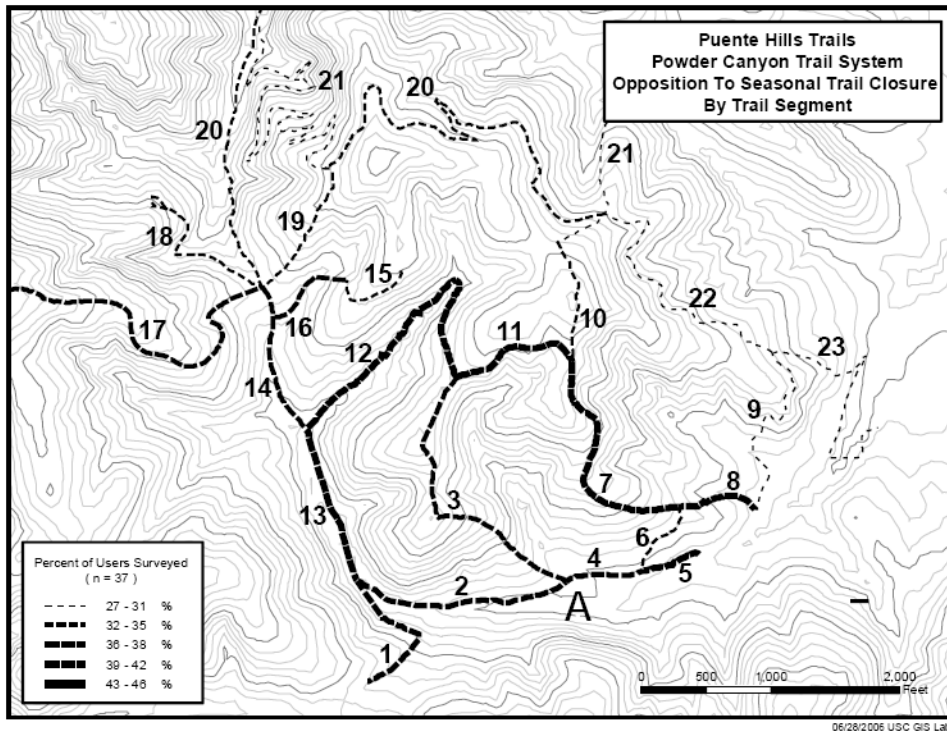 Puente Hills Trails
Powder Canyon Trail System
Opposition To Seasonal Trail Closure
By Trail Segment
21
20
20
21
19
18
15
22
10
16
17
11
12
23
14
9
8
7
3
13
6
4
5
2
A
1
Percent of Users Surveyed
( n = 37 )
27 - 31 %
32 - 35 %
36 - 38 %
39 - 42 %
43 - 46 %
0 500 1,000 2,000
Feet
06/28/2006 USC GIS Lab